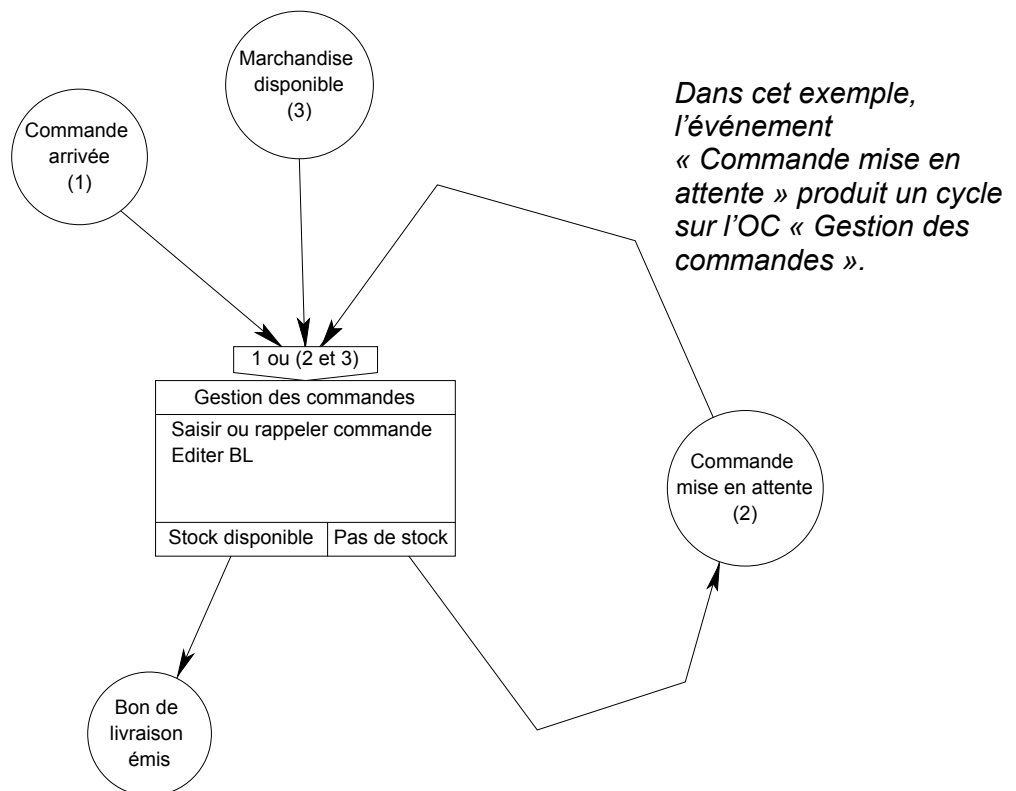 Marchandise
disponible
(3)
Commande
arrivée
(1)
Dans cet exemple,
l’événement
« Commande mise en
attente » produit un cycle
sur l’OC « Gestion des
commandes ».
1 ou (2 et 3)
Gestion des commandes
Saisir ou rappeler commande
Editer BL
Stock disponible
Pas de stock
Commande
mise en attente
(2)
Bon de
livraison
émis